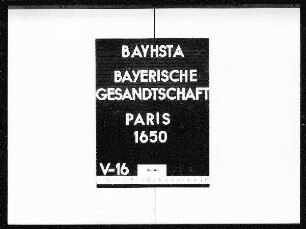 BAYHSTA
BAYERISCHE
GESANDTSCHAFT
PARIS
1650
V-16